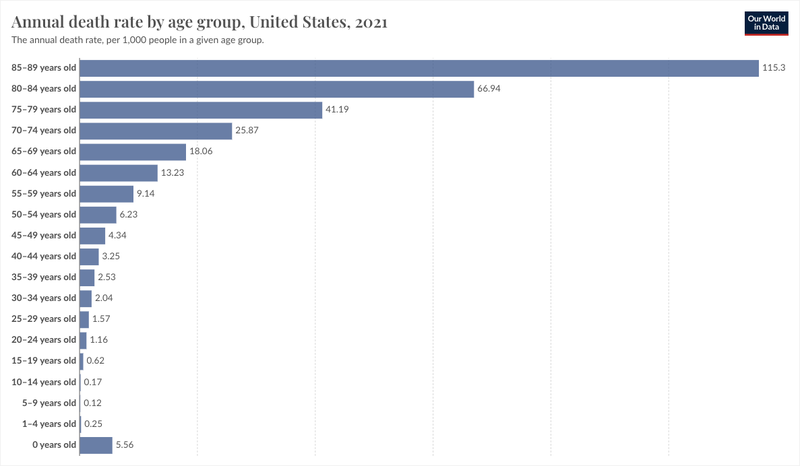 Annual death rate by age group, United States, 2021
The annual death rate, per 1,000 people in a given age group.
Our World
in Data
85–89 years old 115.3
80–84 years old 66.94
75–79 years old 41.19
70–74 years old 25.87
65–69 years old 18.06
60–64 years old 13.23
55–59 years old 9.14
50–54 years old 6.23
45–49 years old 4.34
40–44 years old 3.25
35–39 years old 2.53
30–34 years old 2.04
25–29 years old 1.57
20–24 years old 1.16
15–19 years old 0.62
10–14 years old 0.17
5–9 years old 0.12
1–4 years old 0.25
0 years old 5.56